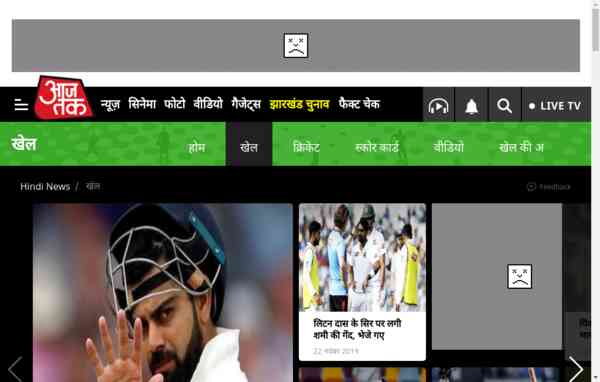 आज
तक
न्यूज़ सिनेमा फोटो वीडियो गैजेट्स झारखंड चुनाव फैक्ट चेक
LIVE TV
खेल
होम खेल क्रिकेट स्कोर कार्ड वीडियो खेल की अ
Hindi News / खेल
Feedback
लिटन दास के सिर पर लगी
शमी की गेंद, भेजे गए
22 नवंबर 2019